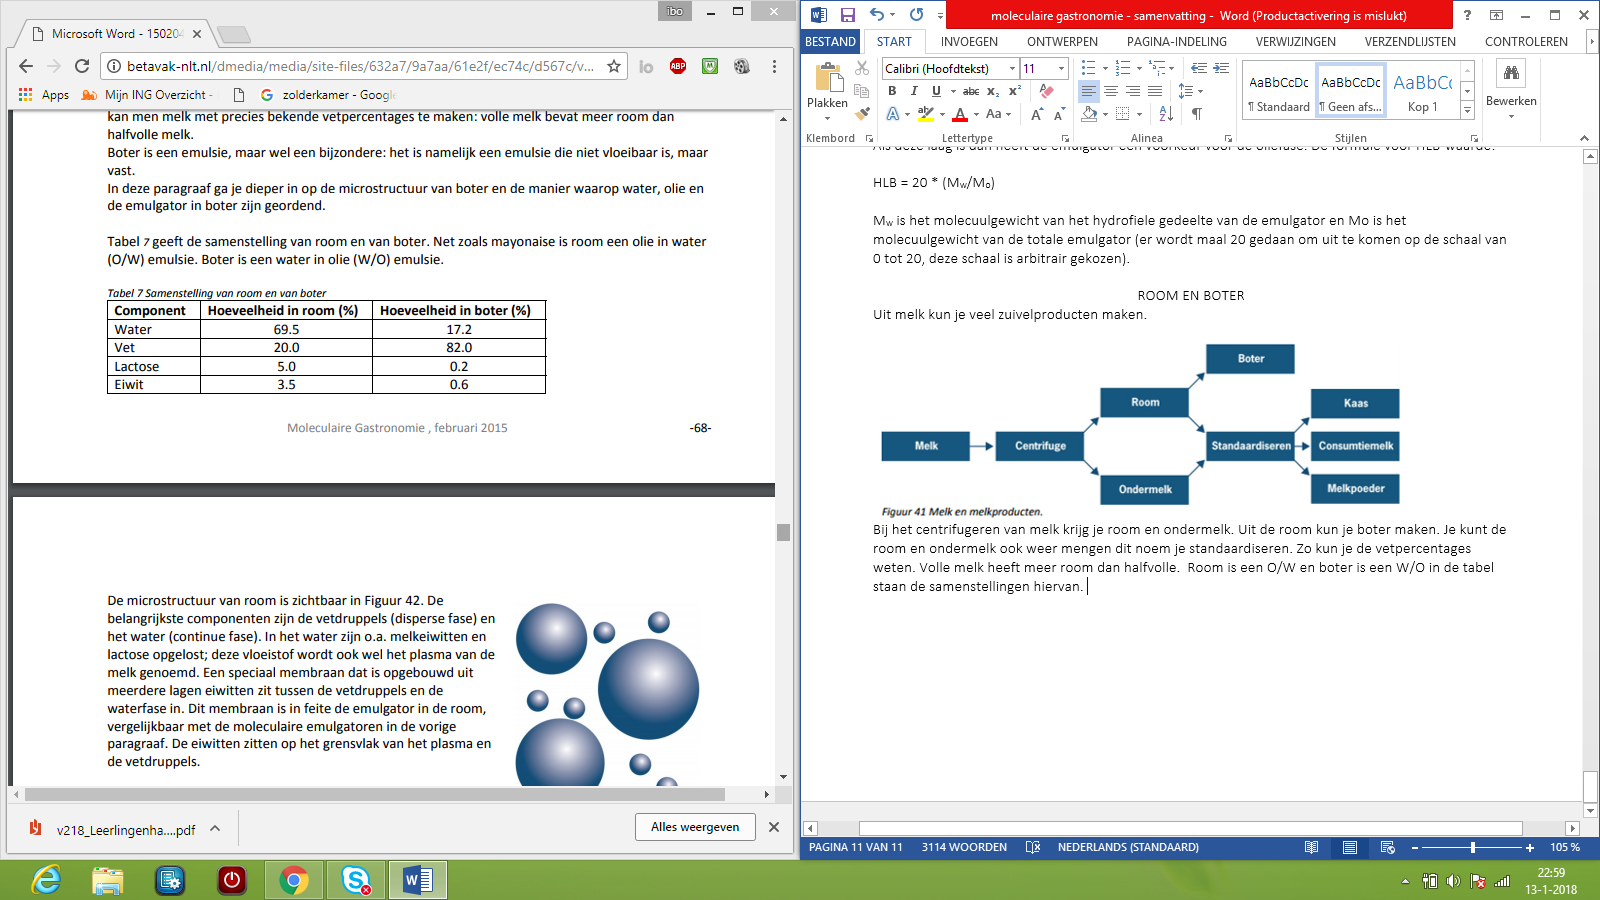 ibo
Microsoft Word - 15020
betavak-nlt.nl/dmedia/media/site-files/632a7/9a7aa/61e2f/ec74c/d567c/v...
Apps
Mijn ING Overzicht -
zolderkamer - Google
kan men melk met precies bekende vetpercentages te maken: volle melk bevat meer room dan
halfvolle melk.
Boter is een emulsie, maar wel een bijzondere: het is namelijk een emulsie die niet vloeibaar is, maar
vast.
In deze paragraaf ga je dieper in op de microstructuur van boter en de manier waarop water, olie en
de emulgator in boter zijn geordend.
Tabel 7 geeft de samenstelling van room en van boter. Net zoals mayonaise is room een olie in water
(O/W) emulsie. Boter is een water in olie (W/O) emulsie.
Tabel 7 Samenstelling van room en van boter
Component Hoeveelheid in room (%) Hoeveelheid in boter (%)
Water 69.5 17.2
Vet 20.0 82.0
Lactose 5.0 0.2
Eiwit 3.5 0.6
Moleculaire Gastronomie , februari 2015 -68-
De microstructuur van room is zichtbaar in Figuur 42. De
belangrijkste componenten zijn de vetdruppels (disperse fase) en
het water (continue fase). In het water zijn o.a. melkeiwitten en
lactose opgelost; deze vloeistof wordt ook wel het plasma van de
melk genoemd. Een speciaal membraan dat is opgebouwd uit
meerdere lagen eiwitten zit tussen de vetdruppels en de
waterfase in. Dit membraan is in feite de emulgator in de room,
vergelijkbaar met de moleculaire emulgatoren in de vorige
paragraaf. De eiwitten zitten op het grensvlak van het plasma en
de vetdruppels.
v218_Leerlingenha....pdf
Alles weergeven
moleculaire gastronomie - samenvatting - Word (Productactivering is mislukt)
BESTAND START INVOEGEN ONTWERPEN PAGINA-INDELING VERWIJZINGEN VERZENDLIJSTEN CONTROLEREN
Plakken
Calibri (Hoofdtekst) 11
AaBbCcDc AaBbCcDc AaBbCc
¶ Standaard ¶ Geen afs... Kop 1
Bewerken
Klembord Lettertype Alinea Stijlen
Als deze laag is dan heeft de emulgator een voorkeur voor de oliefase. De formule voor HLB waarde:
HLB = 20 * (Mw/Mo)
Mw is het molecuulgewicht van het hydrofiele gedeelte van de emulgator en Mo is het
molecuulgewicht van de totale emulgator (er wordt maal 20 gedaan om uit te komen op de schaal van
0 tot 20, deze schaal is arbitrair gekozen).
ROOM EN BOTER
Uit melk kun je veel zuivelproducten maken.
Boter
Room
Kaas
Melk
Centrifuge
Standaardiseren
Consumtiemelk
Ondermelk
Melkpoeder
Figuur 41 Melk en melkproducten.
Bij het centrifugeren van melk krijg je room en ondermelk. Uit de room kun je boter maken. Je kunt de
room en ondermelk ook weer mengen dit noem je standaardiseren. Zo kun je de vetpercentages
weten. Volle melk heeft meer room dan halfvolle. Room is een O/W en boter is een W/O in de tabel
staan de samenstellingen hiervan.
PAGINA 11 VAN 11 3114 WOORDEN NEDERLANDS (STANDAARD) 105 %
22:59
13-1-2018